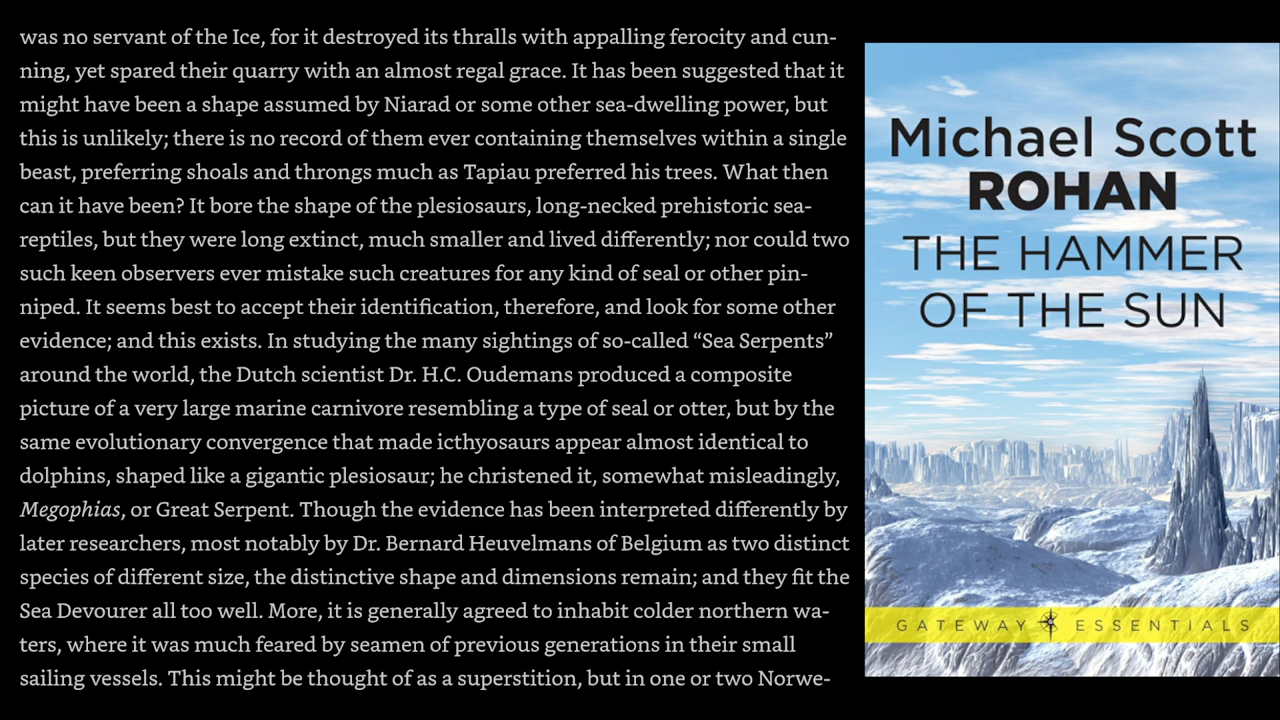 was no servant of the Ice, for it destroyed its thralls with appalling ferocity and cun-
ning, yet spared their quarry with an almost regal grace. It has been suggested that it
might have been a shape assumed by Niarad or some other sea-dwelling power, but
this is unlikely; there is no record of them ever containing themselves within a single
beast, preferring shoals and throngs much as Tapiau preferred his trees. What then
can it have been? It bore the shape of the plesiosaurs, long-necked prehistoric sea-
reptiles, but they were long extinct, much smaller and lived differently; nor could two
such keen observers ever mistake such creatures for any kind of seal or other pin-
niped. It seems best to accept their identification, therefore, and look for some other
evidence; and this exists. In studying the many sightings of so-called “Sea Serpents”
around the world, the Dutch scientist Dr. H.C. Oudemans produced a composite
picture of a very large marine carnivore resembling a type of seal or otter, but by the
same evolutionary convergence that made icthyosaurs appear almost identical to
dolphins, shaped like a gigantic plesiosaur; he christened it, somewhat misleadingly,
Megophias, or Great Serpent. Though the evidence has been interpreted differently by
later researchers, most notably by Dr. Bernard Heuvelmans of Belgium as two distinct
species of different size, the distinctive shape and dimensions remain; and they fit the
Sea Devourer all too well. More, it is generally agreed to inhabit colder northern wa-
ters, where it was much feared by seamen of previous generations in their small
sailing vessels. This might be thought of as a superstition, but in one or two Norwe-
Michael Scott
ROHAN
THE HAMMER
OF THE SUN
GATEWAY ESSENTIALS